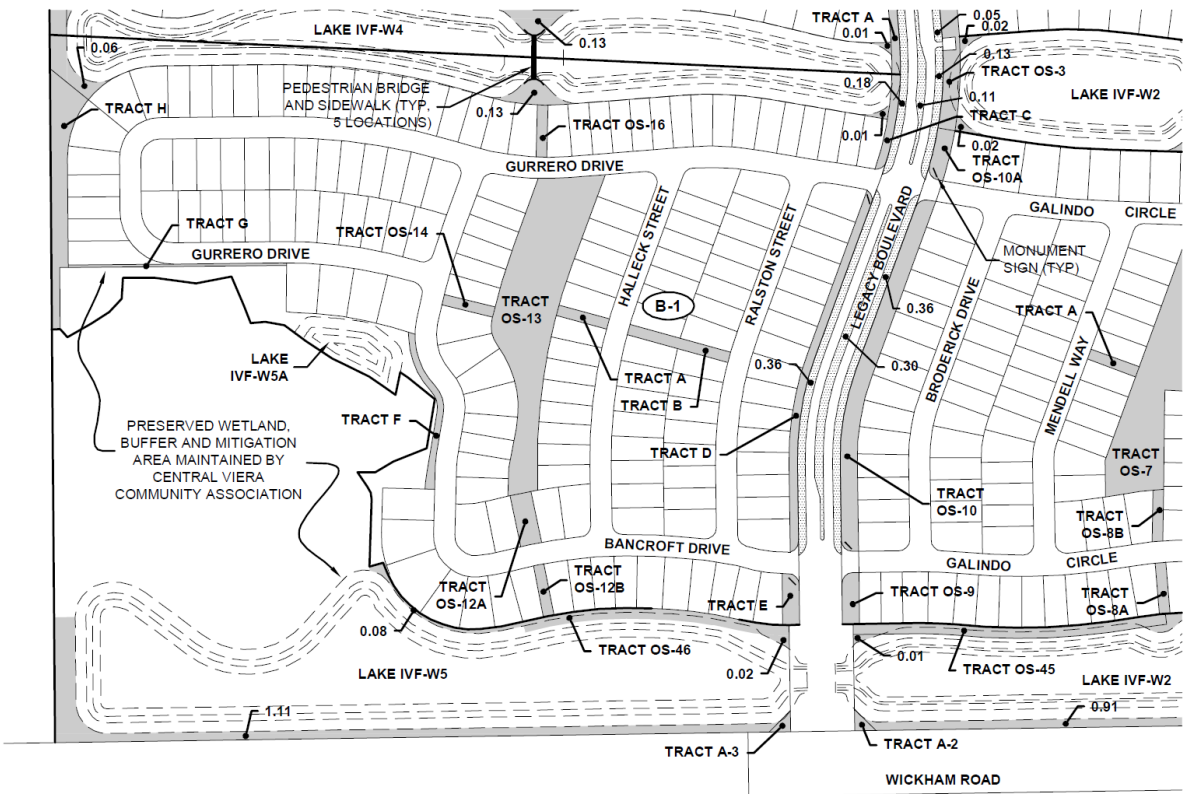 LAKE IVF-W4
TRACT A
0.01
0.05
0.02
0.06
0.13
0.13
TRACT OS-3
PEDESTRIAN BRIDGE
AND SIDEWALK (TYP,
5 LOCATIONS)
0.18
0.11
LAKE IVF-W2
TRACT H
0.13
TRACT OS-16
0.01
TRACT C
0.02
TRACT
OS-10A
GURRERO DRIVE
GALINDO CIRCLE
HALLECK STREET
RALSTON STREET
LEGACY BOULEVARD
TRACT G
TRACT OS-14
GURRERO DRIVE
MONUMENT
SIGN (TYP)
TRACT
OS-13
B-1
0.36
BRODERICK DRIVE
TRACT A
LAKE
IVF-W5A
0.36
0.30
MENDELL WAY
TRACT A
TRACT B
TRACT F
PRESERVED WETLAND,
BUFFER AND MITIGATION
AREA MAINTAINED BY
CENTRAL VIERA
COMMUNITY ASSOCIATION
TRACT D
TRACT
OS-7
TRACT
OS-10
TRACT
OS-8B
BANCROFT DRIVE
GALINDO CIRCLE
TRACT
OS-12A
TRACT
OS-12B
TRACT E
TRACT OS-9
TRACT
OS-8A
0.08
TRACT OS-46
0.02
0.01
TRACT OS-45
LAKE IVF-W5
LAKE IVF-W2
1.11
0.91
TRACT A-3
TRACT A-2
WICKHAM ROAD